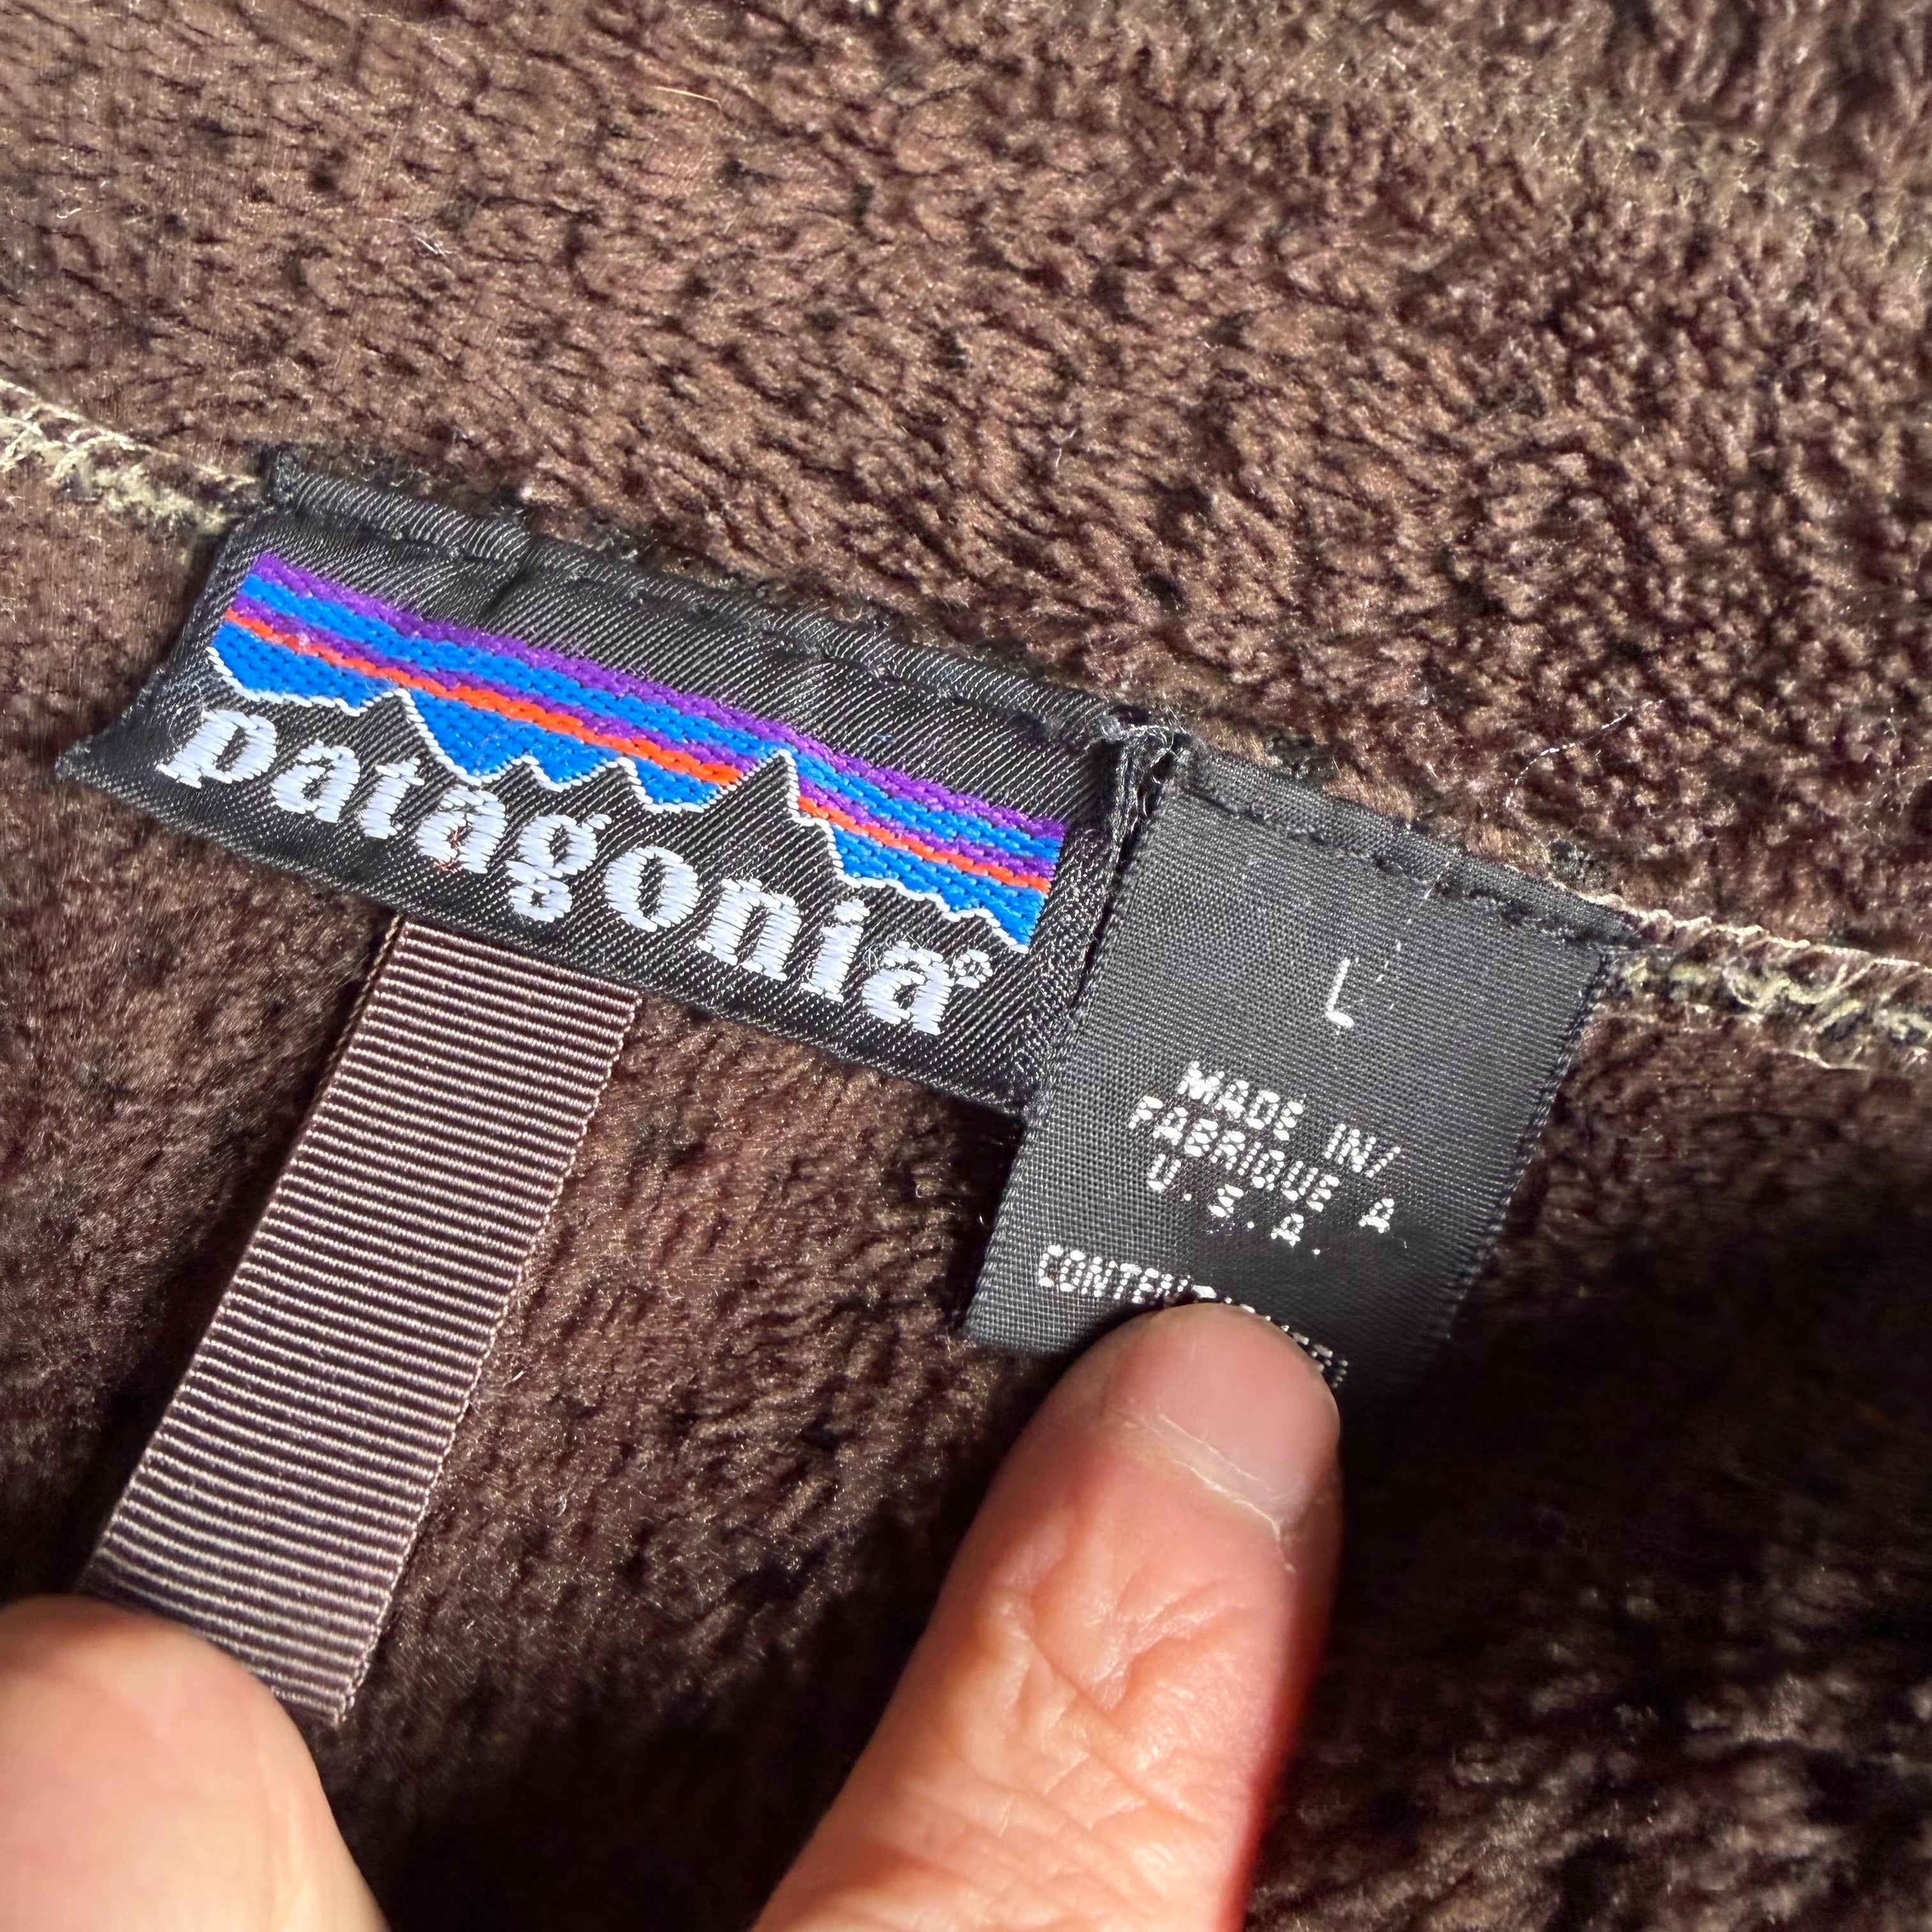 patagonia®
L
MADE IN/
FABRIQUE A
U.S.A.